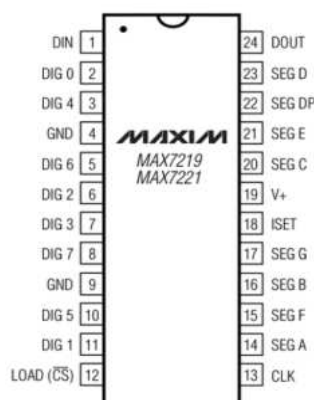 DIN 1 24 DOUT
DIG 0 2 23 SEG D
DIG 4 3 22 SEG DP
GND 4 MAXIM 21 SEG E
DIG 6 5 MAX7219 20 SEG C
DIG 2 6 MAX7221 19 V+
DIG 3 7 18 ISET
DIG 7 8 17 SEG G
GND 9 16 SEG B
DIG 5 10 15 SEG F
DIG 1 11 14 SEG A
LOAD (C̅S̅) 12 13 CLK